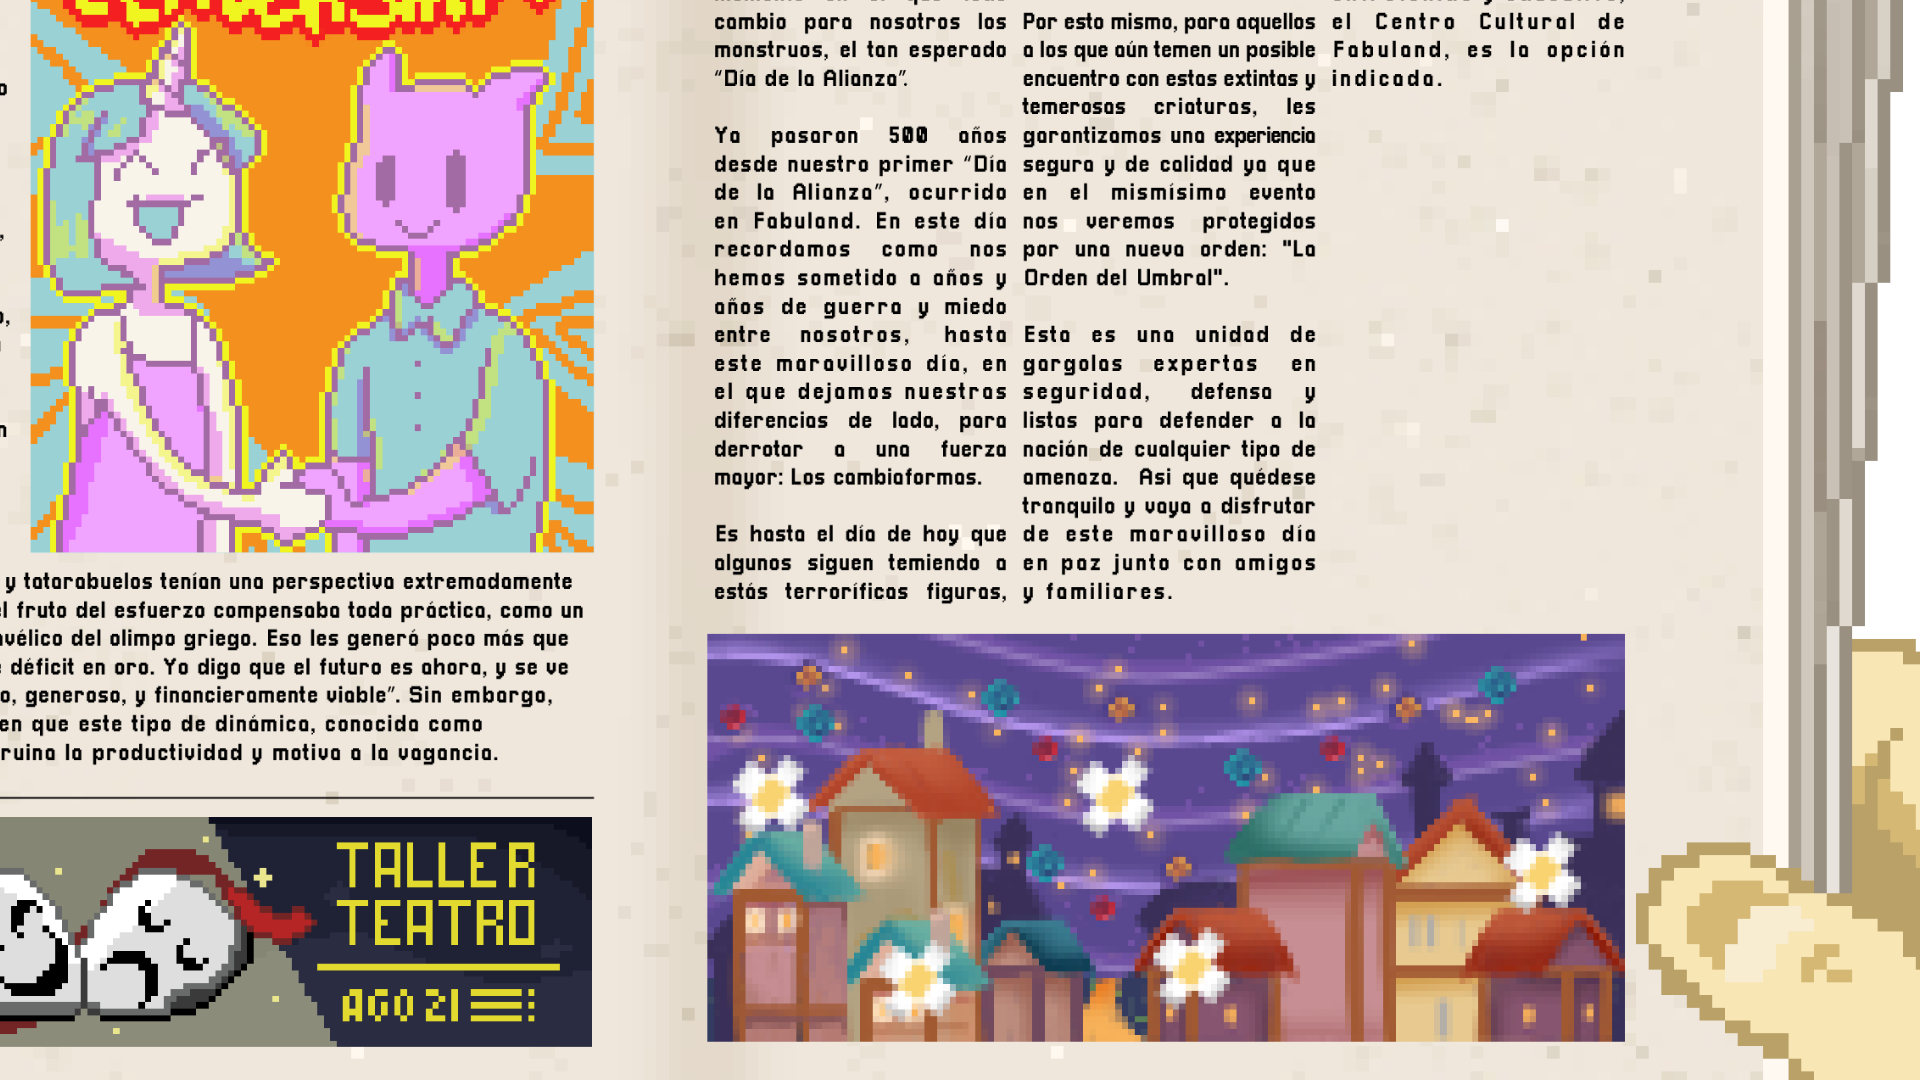 y tatarabuelos tenían una perspectiva extremadamente
el fruto del esfuerzo compensaba toda práctica, como un
del olimpo griego. Eso les generó poco más que
déficit en oro. Yo digo que el futuro es ahora, y se ve
generosa, y financieramente viable”. Sin embargo,
en que este tipo de dinámica, conocida como
ruina la productividad y motiva a la vagancia.
TALLER
TEATRO
AGO 21
cambio para nosotros los
monstruos, el tan esperado
“Día de la Alianza”.
Ya pasaron 500 años
desde nuestro primer “Día
de la Alianza”, ocurrido
en Fabuland. En este día
recordamos como nos
hemos sometido a años y
años de guerra y miedo
entre nosotros, hasta
este maravilloso día, en
el que dejamos nuestras
diferencias de lado, para
derrotar a una fuerza
mayor: Los cambiaformas.
Es hasta el día de hoy que
algunos siguen temiendo a
estás terroríficas figuras,
Por esto mismo, para aquellos
a los que aún temen un posible
encuentro con estas extintas y
temerosas criaturas, les
garantizamos una experiencia
segura y de calidad ya que
en el mismísimo evento
nos veremos protegidos
por una nueva orden: "La
Orden del Umbral".
Esta es una unidad de
gargolas expertas en
seguridad, defensa y
listas para defender a la
nación de cualquier tipo de
amenaza. Asi que quédese
tranquilo y vaya a disfrutar
de este maravilloso día
en paz junto con amigos
y familiares.
el Centro Cultural de
Fabuland, es la opción
indicada.